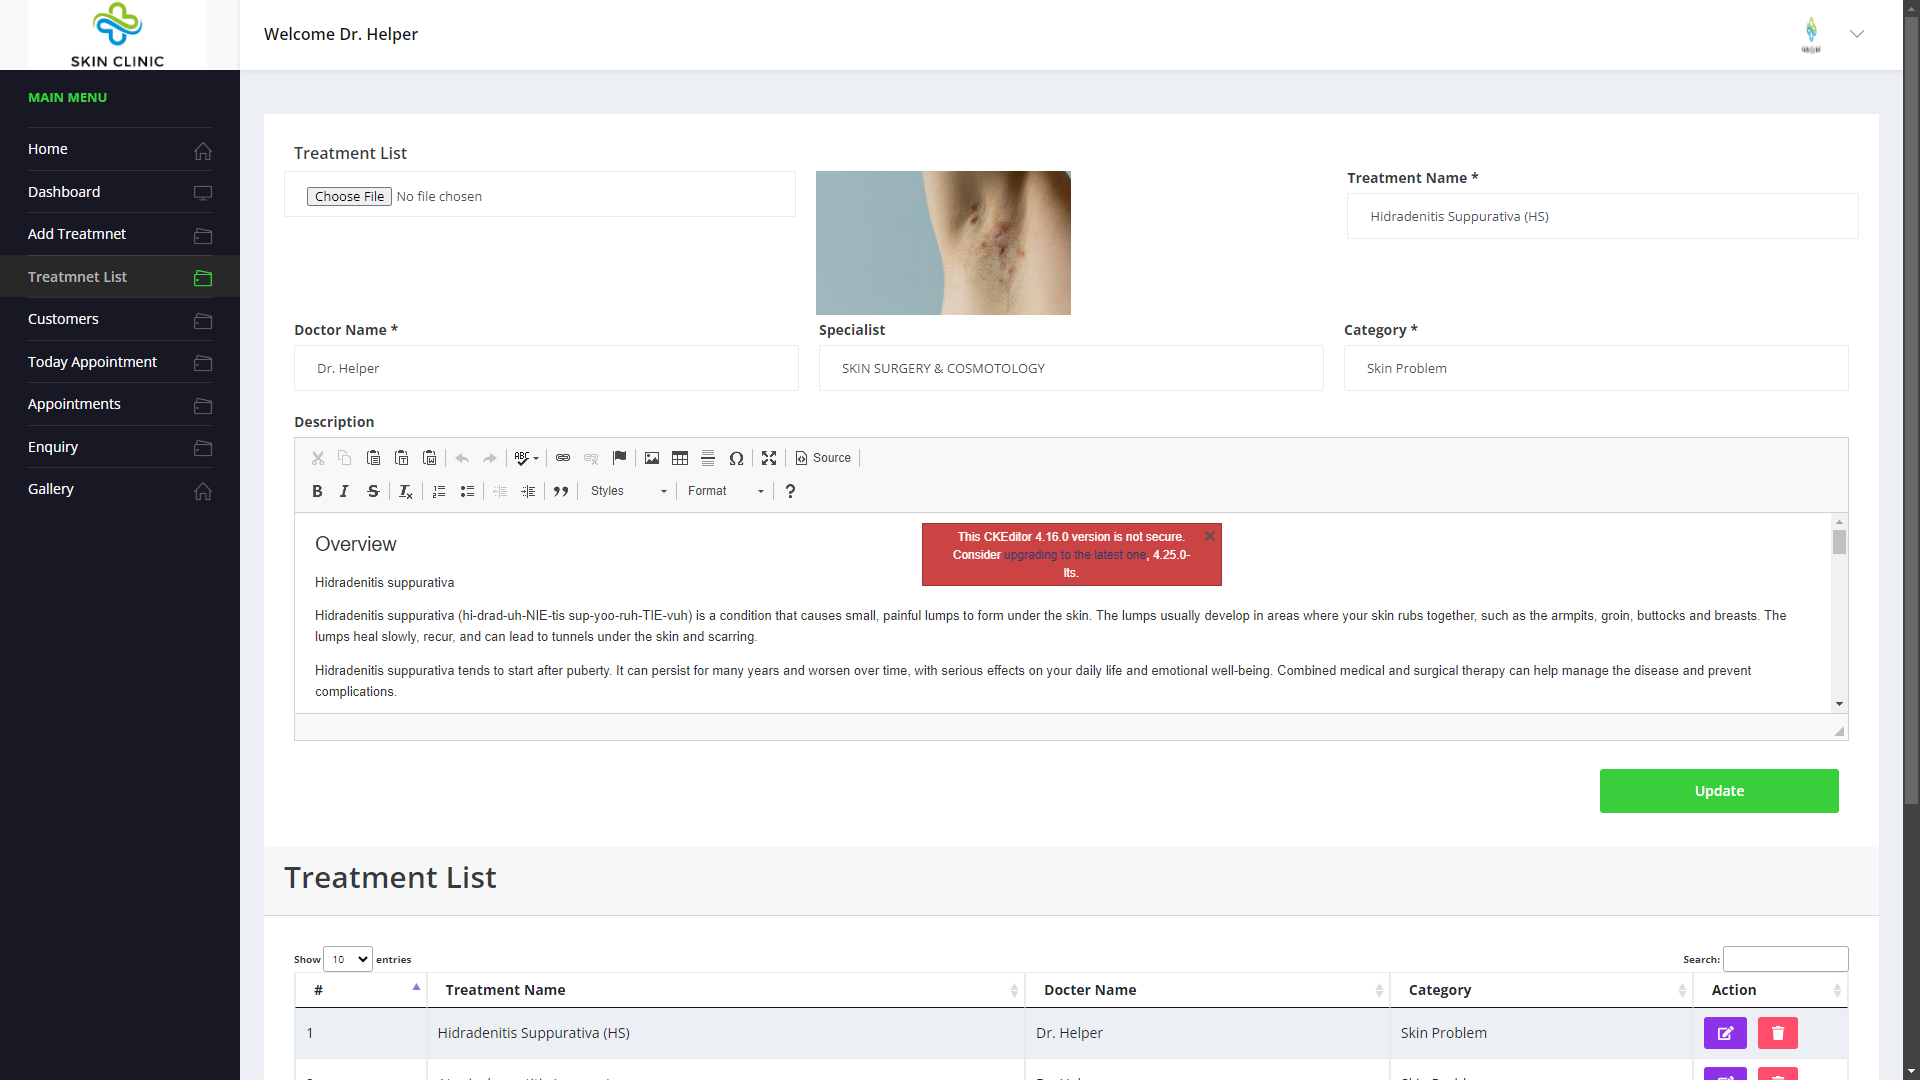 SKIN CLINIC
Welcome Dr. Helper
MAIN MENU
Home
Dashboard
Add Treatmnet
Treatmnet List
Customers
Today Appointment
Appointments
Enquiry
Gallery
Treatment List
Choose File No file chosen
Treatment Name *
Hidradenitis Suppurativa (HS)
Doctor Name *
Specialist
Category *
Dr. Helper
SKIN SURGERY & COSMOTOLOGY
Skin Problem
Description
ABC
Source
B I S Tx
Styles
Format
?
This CKEditor 4.16.0 version is not secure.
Consider upgrading to the latest one, 4.25.0-
lts.
Overview
Hidradenitis suppurativa
Hidradenitis suppurativa (hi-drad-uh-NIE-tis sup-yoo-ruh-TIE-vuh) is a condition that causes small, painful lumps to form under the skin. The lumps usually develop in areas where your skin rubs together, such as the armpits, groin, buttocks and breasts. The
lumps heal slowly, recur, and can lead to tunnels under the skin and scarring.
Hidradenitis suppurativa tends to start after puberty. It can persist for many years and worsen over time, with serious effects on your daily life and emotional well-being. Combined medical and surgical therapy can help manage the disease and prevent
complications.
Update
Treatment List
Show 10 entries
Search:
# Treatment Name Docter Name Category Action
1 Hidradenitis Suppurativa (HS) Dr. Helper Skin Problem